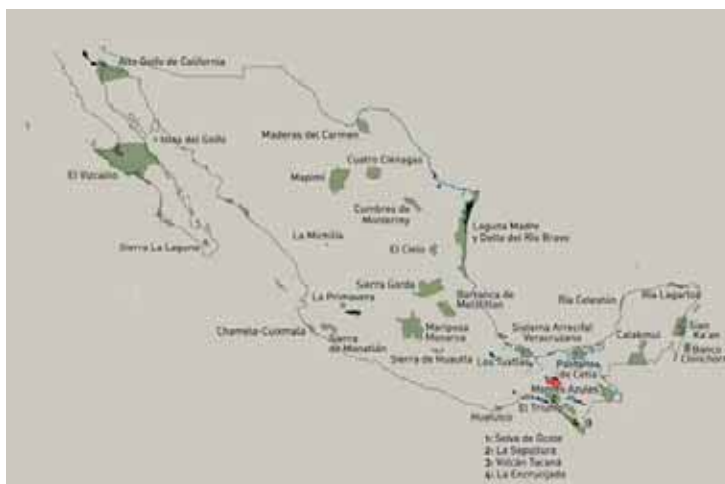 Alto Golfo de California
Islas del Golfo
El Vizcaíno
Sierra La Laguna
Maderas del Carmen
Cuatro Ciénagas
Mapimí
Cumbres de
Monterrey
La Michilía
El Cielo
Laguna Madre
y Delta del Río Bravo
Sierra Gorda
La Primavera
Barranca de
Metztitlán
Chamela-Cuixmala
Sierra
de Manatlán
Mariposa
Monarca
Sierra de Huautla
Sistema Arrecifal
Veracruzano
Los Tuxtlas
Ría Celestún
Ría Lagartos
Sian
Ka'an
Calakmul
Banco
Chinchorro
Pantanos
de Centla
Montes Azules
El Triunfo
Huatulco
1: Selva de Ocote
2: La Sepultura
3: Volcán Tacaná
4: La Encrucijada